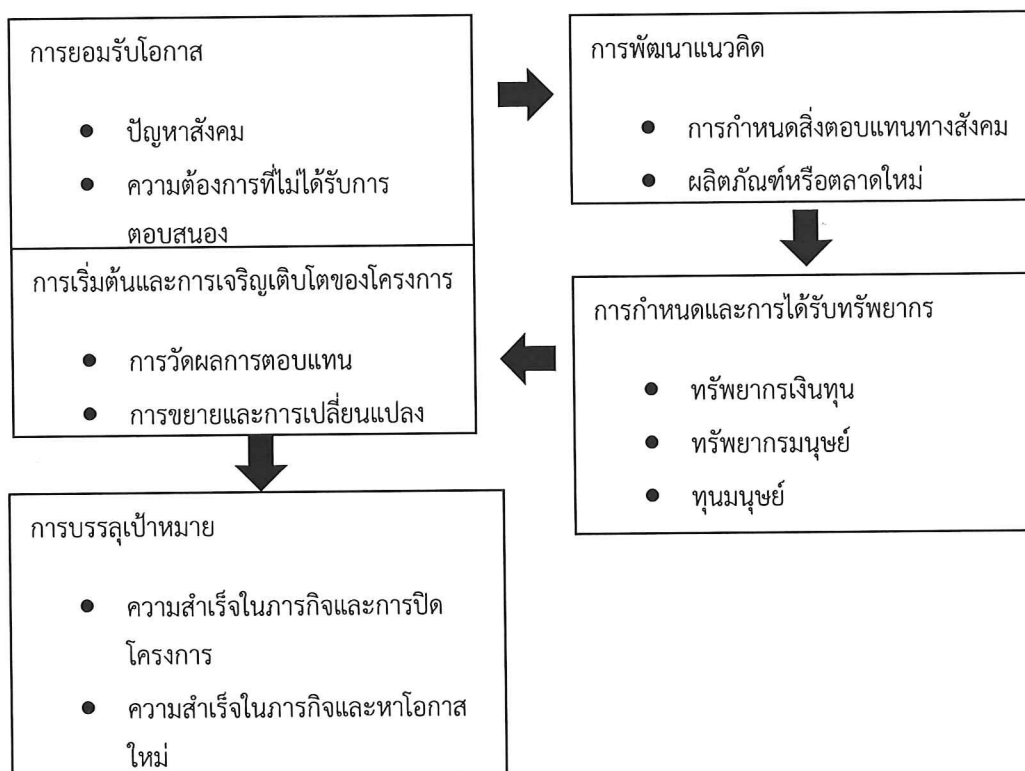 การยอมรับโอกาส
● ปัญหาสังคม
● ความต้องการที่ไม่ได้รับการ
ตอบสนอง
การพัฒนาแนวคิด
● การกำหนดสิ่งตอบแทนทางสังคม
● ผลิตภัณฑ์หรือตลาดใหม่
การกำหนดและการได้รับทรัพยากร
● ทรัพยากรเงินทุน
● ทรัพยากรมนุษย์
● ทุนมนุษย์
การเริ่มต้นและการเจริญเติบโตของโครงการ
● การวัดผลการตอบแทน
● การขยายและการเปลี่ยนแปลง
การบรรลุเป้าหมาย
● ความสำเร็จในภารกิจและการปิด
โครงการ
● ความสำเร็จในภารกิจและหาโอกาส
ใหม่